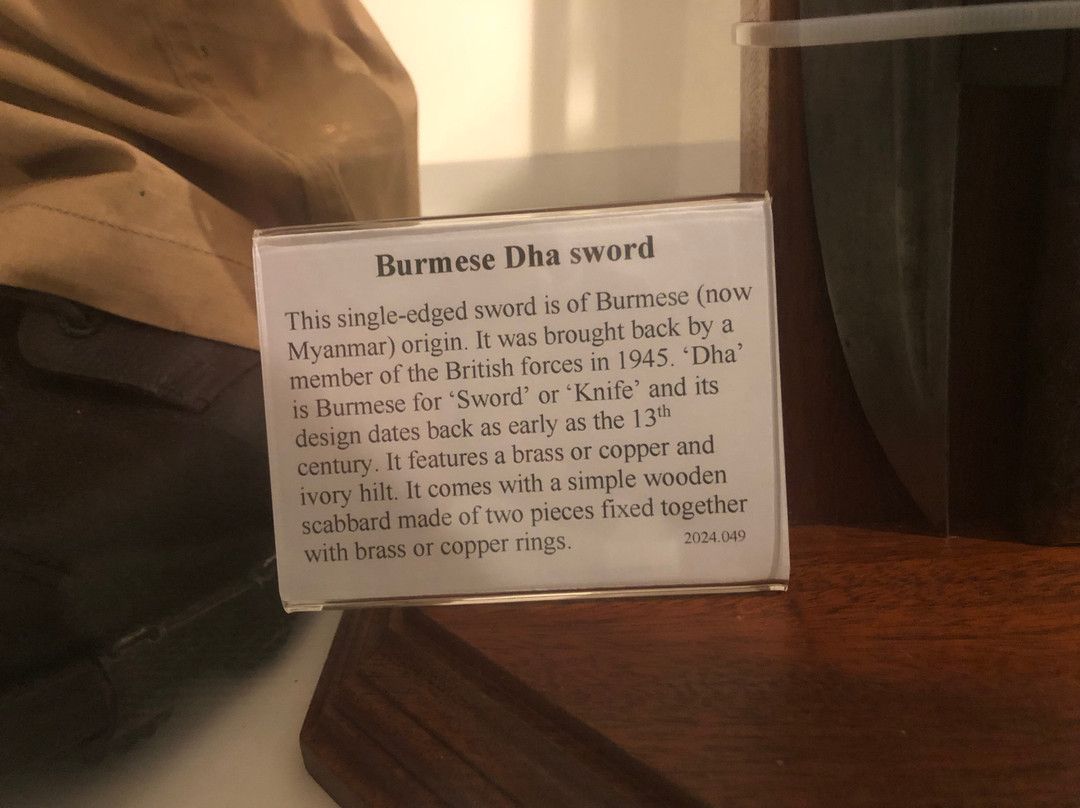 Burmese Dha sword
This single-edged sword is of Burmese (now
Myanmar) origin. It was brought back by a
member of the British forces in 1945. ‘Dha’
is Burmese for ‘Sword’ or ‘Knife’ and its
design dates back as early as the 13th
century. It features a brass or copper and
ivory hilt. It comes with a simple wooden
scabbard made of two pieces fixed together
with brass or copper rings. 2024.049